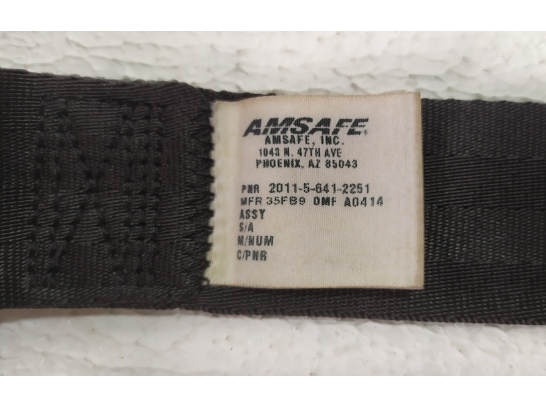 AMSAFE
AMSAFE, INC.
1043 N. 47TH AVE
PHOENIX, AZ 85043
PNR 2011-5-641-2251
MFR 35FB9 DMF A0414
ASSY
S/A
M/NUM
C/PNR